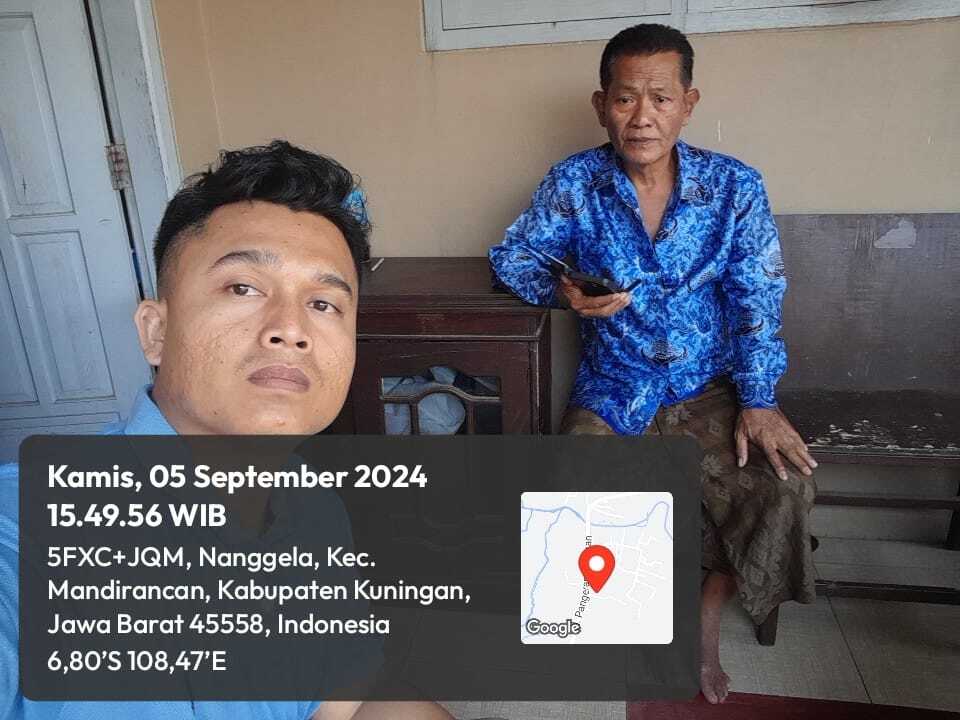 Kamis, 05 September 2024
15.49.56 WIB
5FXC+JQM, Nanggela, Kec.
Mandirancan, Kabupaten Kuningan,
Jawa Barat 45558, Indonesia
6,80’S 108,47’E
Google